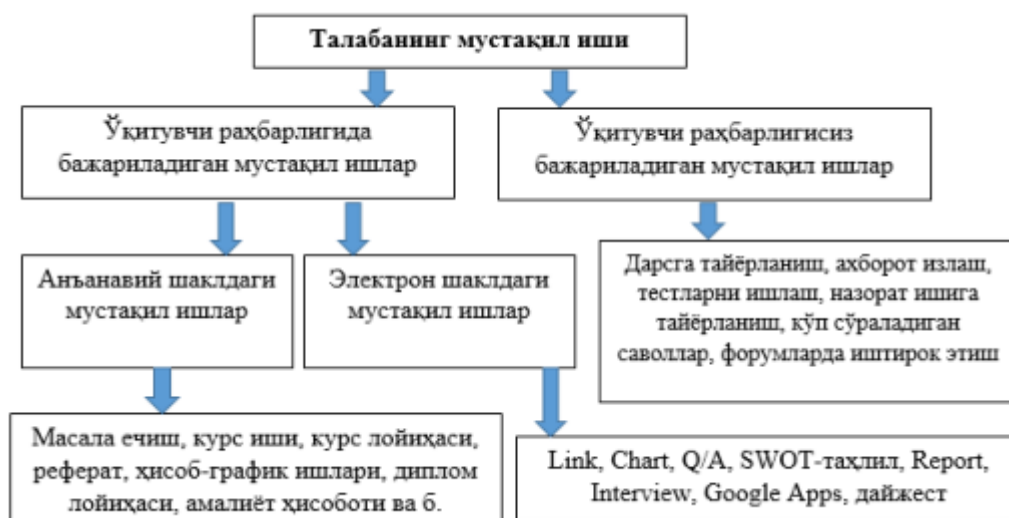 Талабанинг мустақил иши
Ўқитувчи раҳбарлигида
бажариладиган мустақил ишлар
Ўқитувчи раҳбарлигисиз
бажариладиган мустақил ишлар
Анъанавий шаклдаги
мустақил ишлар
Электрон шаклдаги
мустақил ишлар
Дарсга тайёрланиш, ахборот излаш,
тестларни ишлаш, назорат ишига
тайёрланиш, кўп сўраладиган
саволлар, форумларда иштирок этиш
Масала ечиш, курс иши, курс лойиҳаси,
реферат, ҳисоб-график ишлари, диплом
лойиҳаси, амалиёт ҳисоботи ва б.
Link, Chart, Q/A, SWOT-таҳлил, Report,
Interview, Google Apps, дайжест